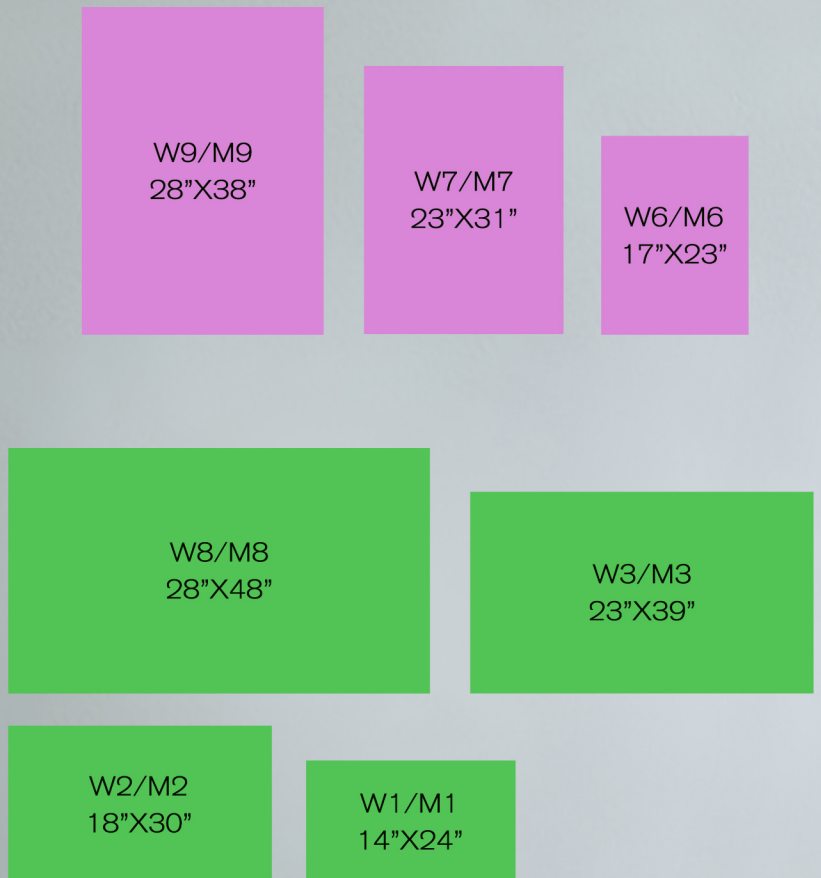 W9/M9
28”X38”
W7/M7
23”X31”
W6/M6
17”X23”
W8/M8
28”X48”
W3/M3
23”X39”
W2/M2
18”X30”
W1/M1
14”X24”